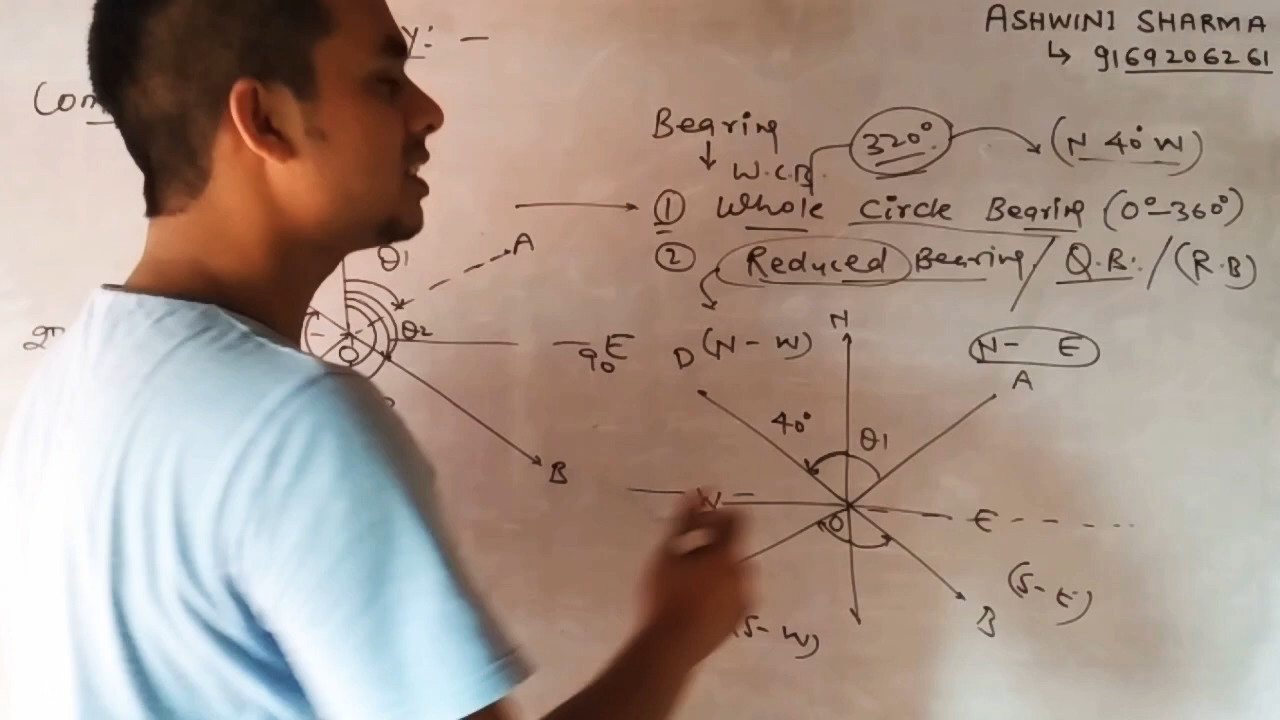 ASHWINI SHARMA
↳ 9169206261
y: -
Com
Bearing
320° (N 40° W)
W.C.B.
① Whole Circle Bearing (0°-360°)
② Reduced Bearing / Q.B. / (R.B)
θ1
A
θ2
O
90 E
B
N
D (N - W)
N - E
A
40°
θ1
W
O
E
(S - E)
B
(S - W)